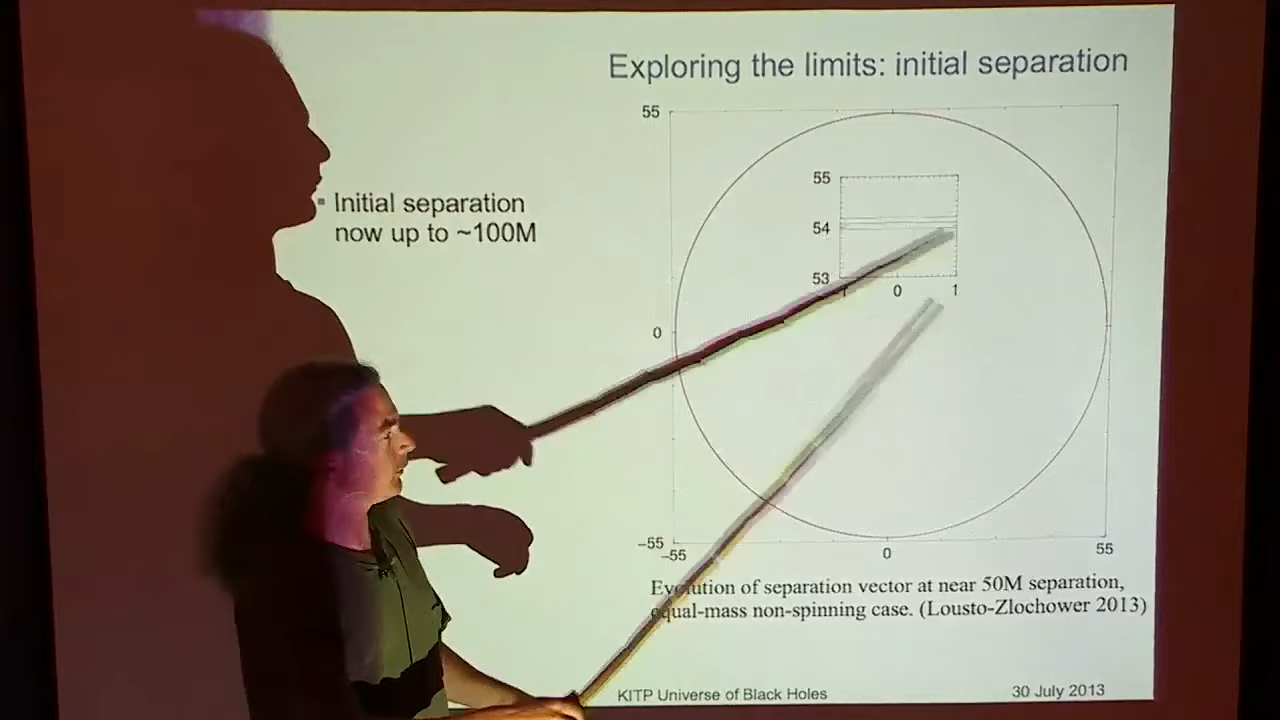 Exploring the limits: initial separation
▪ Initial separation
now up to ~100M
55
55
54
53
-1 0 1
0
−55
−55 0 55
Evolution of separation vector at near 50M separation,
equal-mass non-spinning case. (Lousto-Zlochower 2013)
KITP Universe of Black Holes 30 July 2013